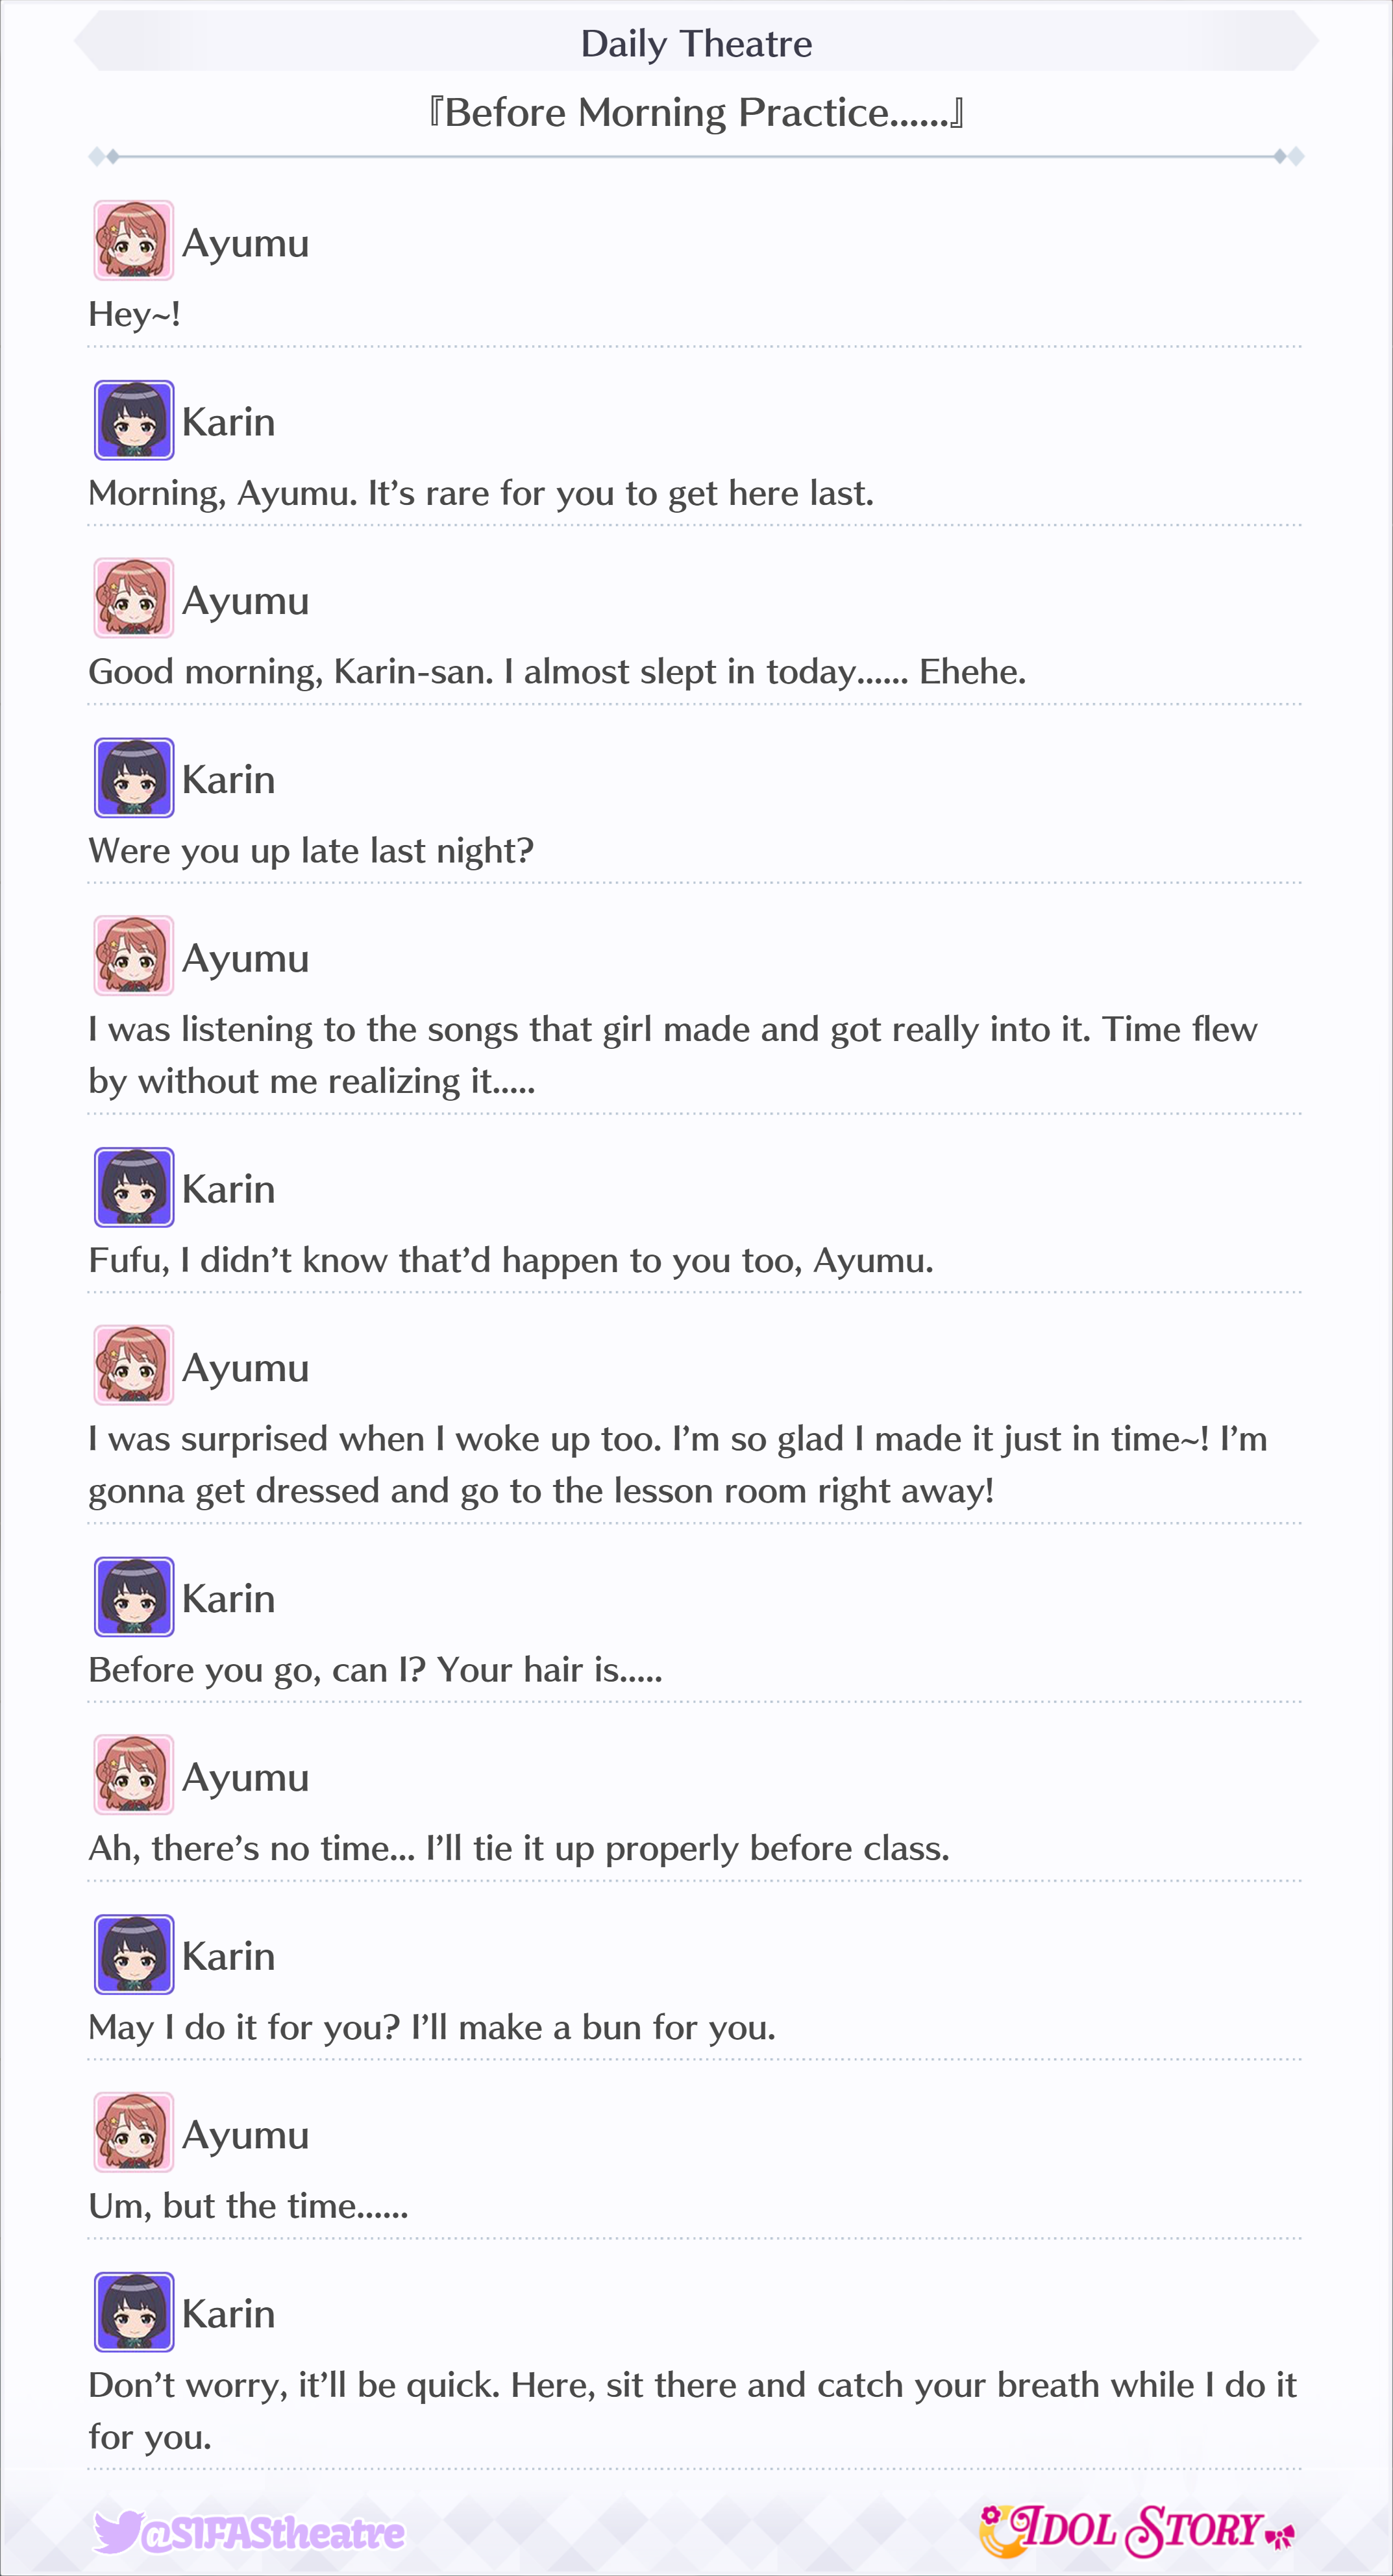 Daily Theatre
『Before Morning Practice......』
Ayumu
Hey~!
Karin
Morning, Ayumu. It’s rare for you to get here last.
Ayumu
Good morning, Karin-san. I almost slept in today...... Ehehe.
Karin
Were you up late last night?
Ayumu
I was listening to the songs that girl made and got really into it. Time flew
by without me realizing it.....
Karin
Fufu, I didn’t know that’d happen to you too, Ayumu.
Ayumu
I was surprised when I woke up too. I’m so glad I made it just in time~! I’m
gonna get dressed and go to the lesson room right away!
Karin
Before you go, can I? Your hair is.....
Ayumu
Ah, there’s no time... I’ll tie it up properly before class.
Karin
May I do it for you? I’ll make a bun for you.
Ayumu
Um, but the time......
Karin
Don’t worry, it’ll be quick. Here, sit there and catch your breath while I do it
for you.
@SIFAStheatre
IDOL STORY